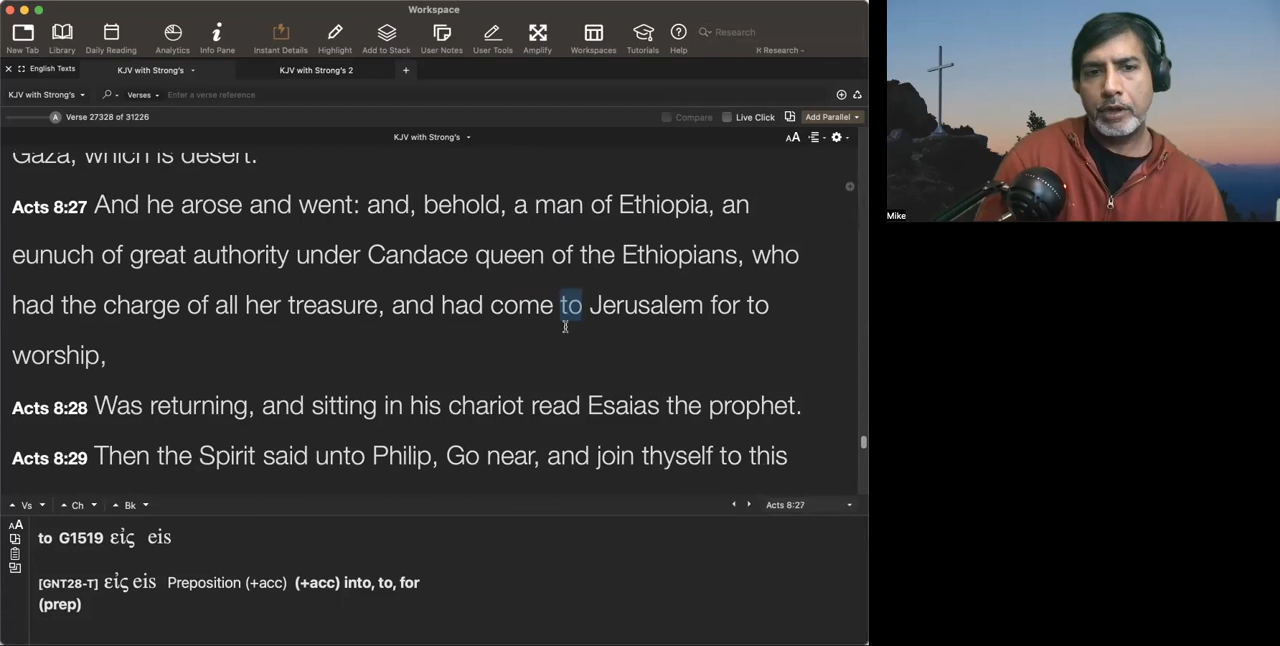 Workspace
New Tab Library Daily Reading Analytics Info Pane Instant Details Highlight Add to Stack User Notes User Tools Amplify Workspaces Tutorials Help Research
K Research
English Texts KJV with Strong's KJV with Strong's 2 +
KJV with Strong's Verses Enter a verse reference
A Verse 27328 of 31226 Compare Live Click Add Parallel
KJV with Strong's AA
Gaza, which is desert.
Acts 8:27 And he arose and went: and, behold, a man of Ethiopia, an
eunuch of great authority under Candace queen of the Ethiopians, who
had the charge of all her treasure, and had come to Jerusalem for to
worship,
Acts 8:28 Was returning, and sitting in his chariot read Esaias the prophet.
Acts 8:29 Then the Spirit said unto Philip, Go near, and join thyself to this
Vs Ch Bk Acts 8:27
AA
to G1519 εἰς eis
[GNT28-T] εἰς eis Preposition (+acc) (+acc) into, to, for
(prep)
Mike